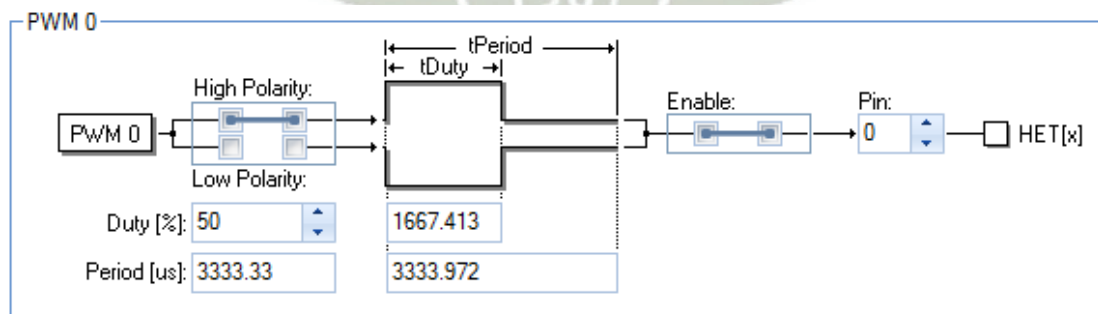 PWM 0
tPeriod
tDuty
High Polarity:
Enable:
Pin:
PWM 0
0
HET[x]
Low Polarity:
Duty [%]: 50 1667.413
Period [us]: 3333.33 3333.972